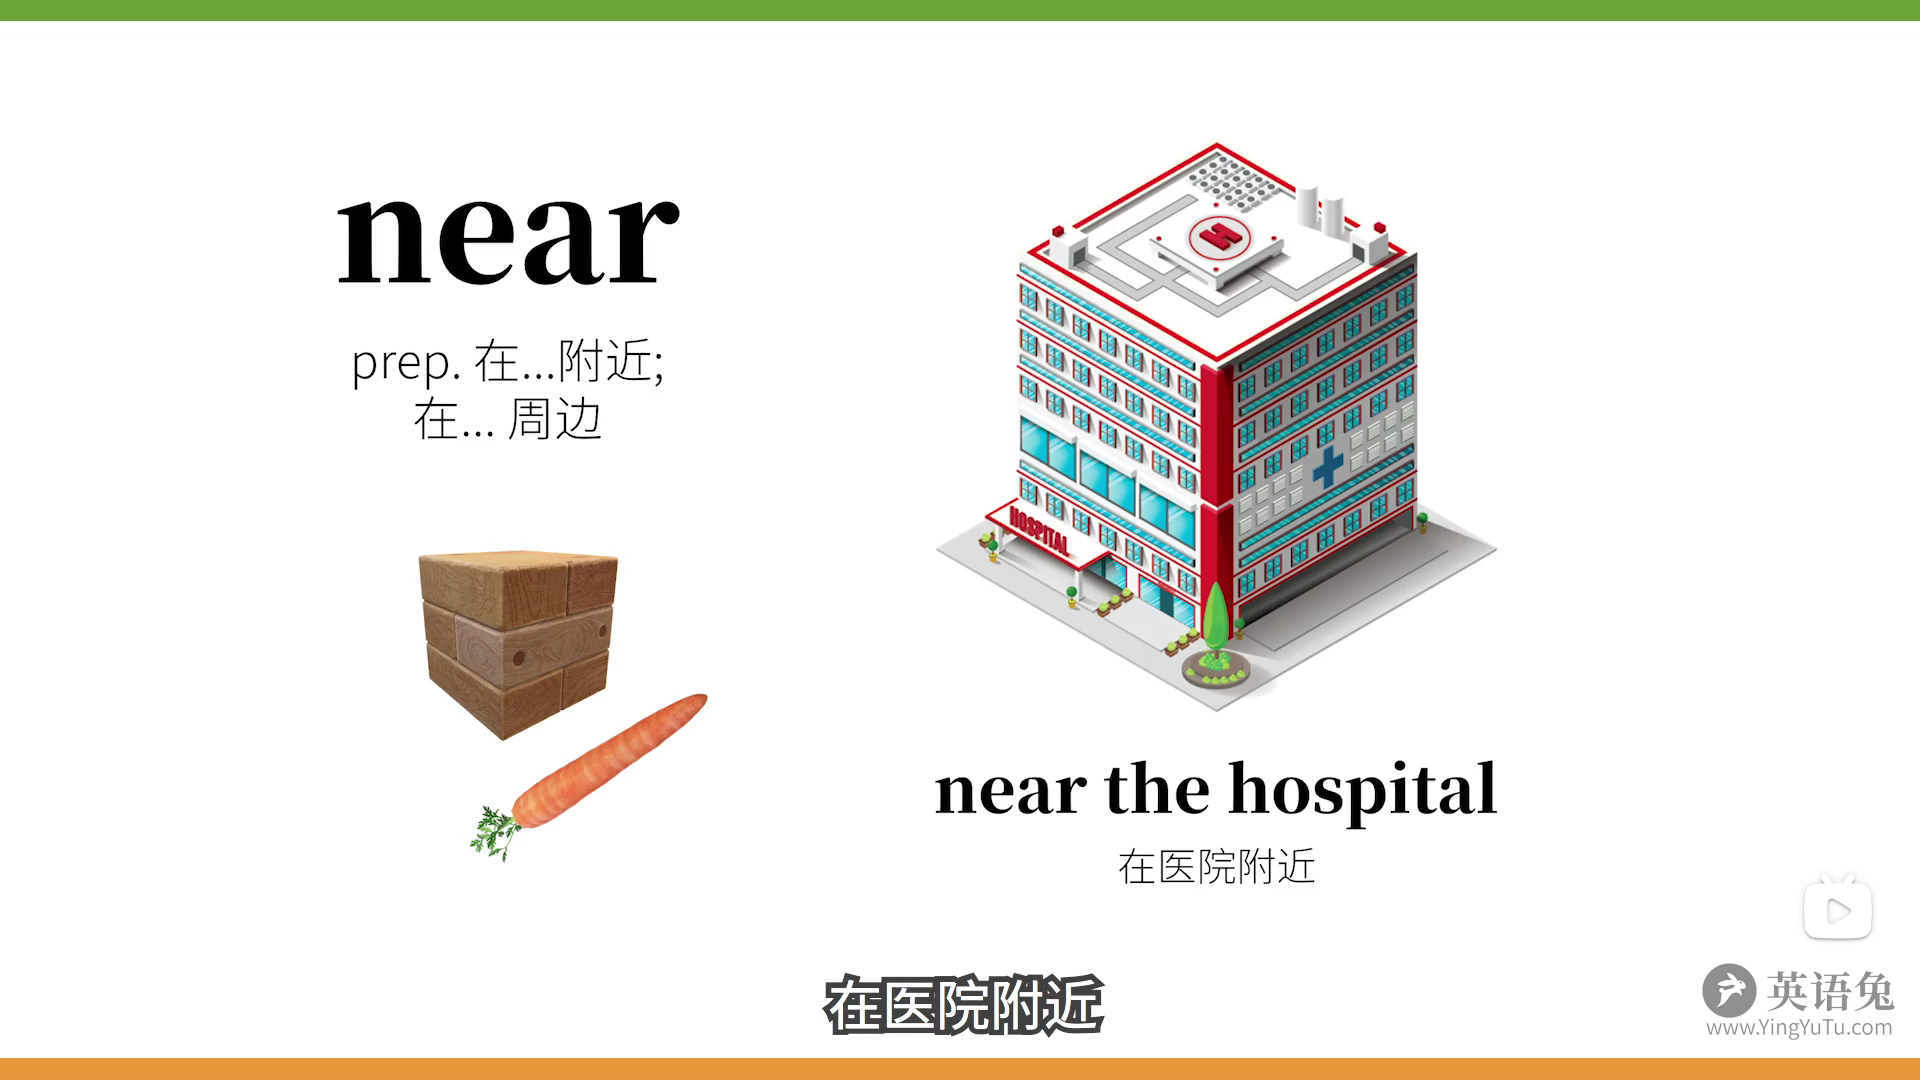 near
prep. 在...附近;
在... 周边
H
HOSPITAL
near the hospital
在医院附近
在医院附近
英语兔
www.YingYuTu.com